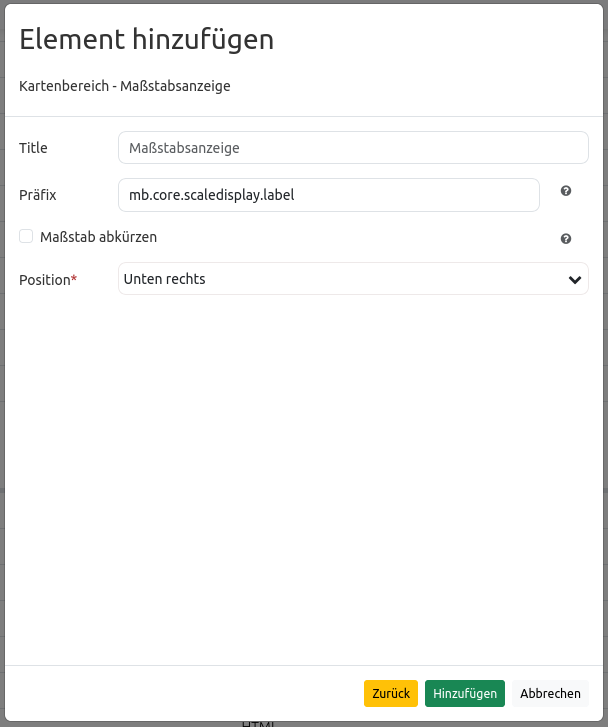 Element hinzufügen
Kartenbereich - Maßstabsanzeige
Title
Maßstabsanzeige
Präfix
mb.core.scaledisplay.label
Maßstab abkürzen
Position*
Unten rechts
Zurück
Hinzufügen
Abbrechen
HTML